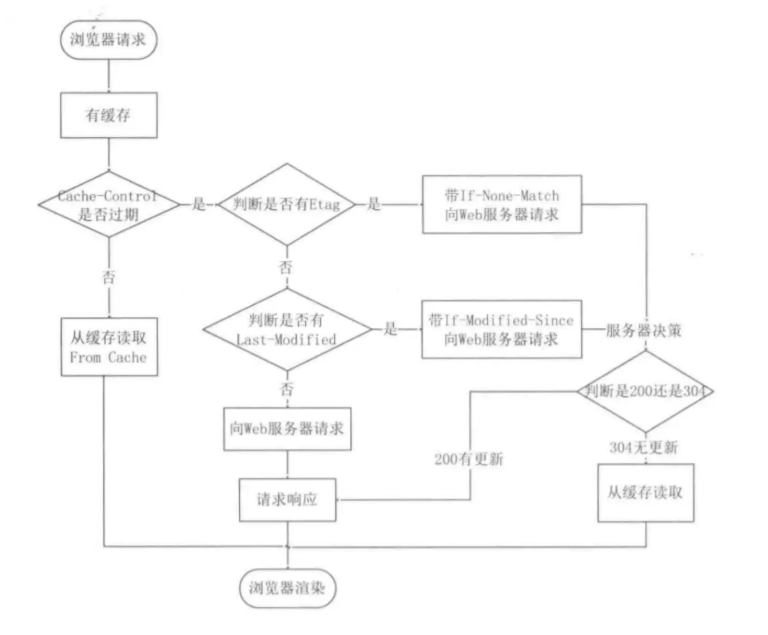 浏览器请求
有缓存
Cache-Control
是否过期
是
判断是否有Etag
是
带If-None-Match
向Web服务器请求
否
否
从缓存读取
From Cache
判断是否有
Last-Modified
是
带If-Modified-Since
向Web服务器请求
服务器决策
判断是200还是304
否
向Web服务器请求
200有更新
304无更新
请求响应
从缓存读取
浏览器渲染